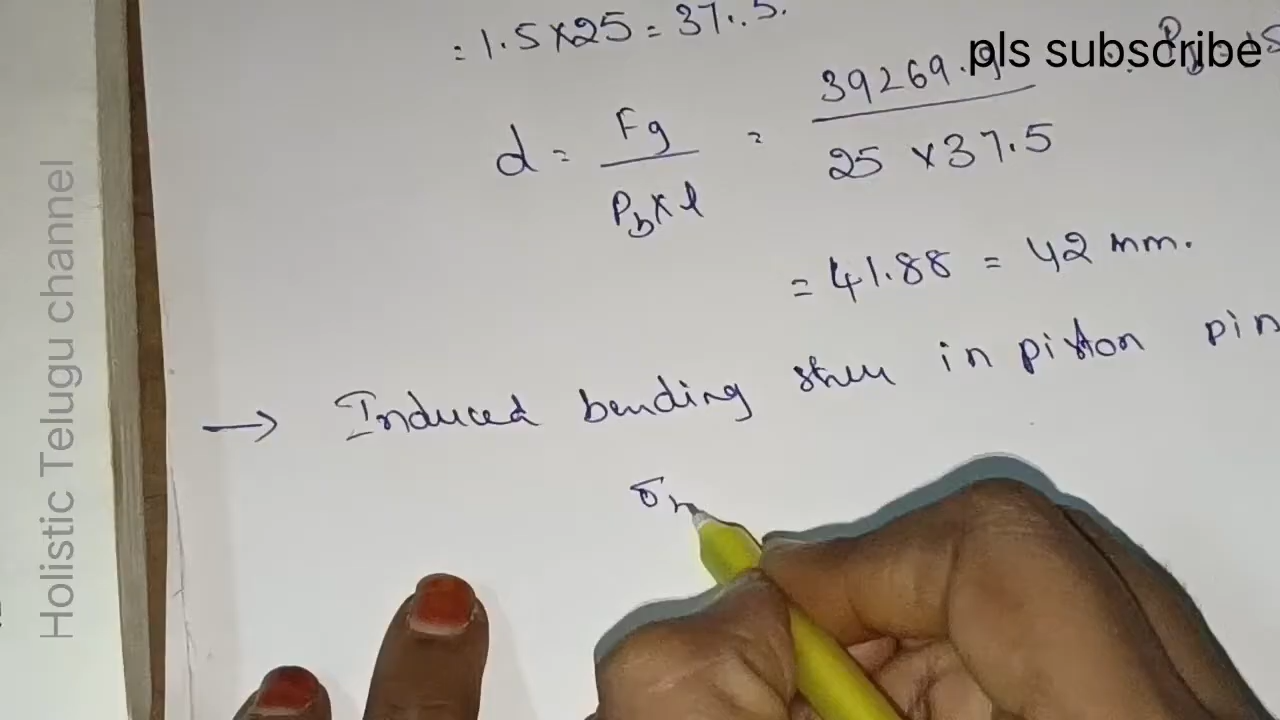 = 1.5×25 = 37.5.
pls subscribe
d = Fg / Pb×l = 39269.9 / 25 ×37.5
= 41.88 = 42 mm.
→ Induced bending stress in piston pin
σ
Holistic Telugu channel